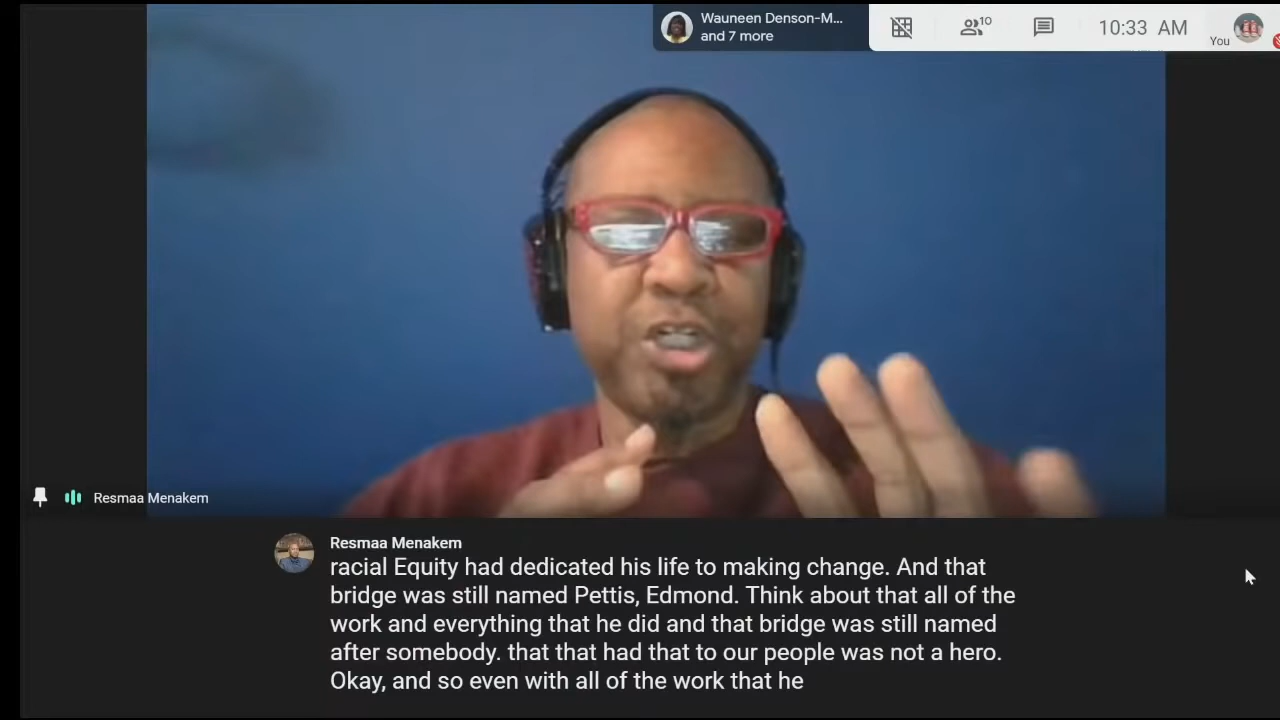 Wauneen Denson-M...
and 7 more
10
10:33 AM
You
Resmaa Menakem
Resmaa Menakem
racial Equity had dedicated his life to making change. And that
bridge was still named Pettis, Edmond. Think about that all of the
work and everything that he did and that bridge was still named
after somebody. that that had that to our people was not a hero.
Okay, and so even with all of the work that he